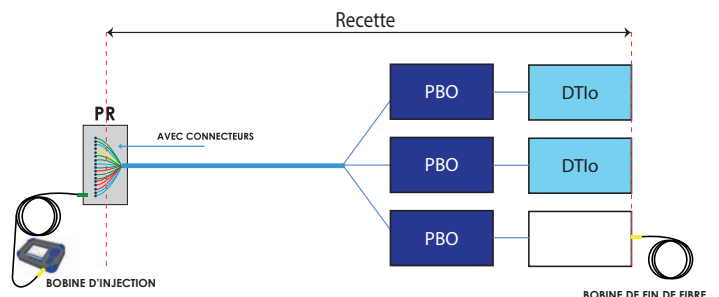 Recette
PR
AVEC CONNECTEURS
PBO
DTIo
PBO
DTIo
PBO
BOBINE D'INJECTION
BOBINE DE FIN DE FIBRE